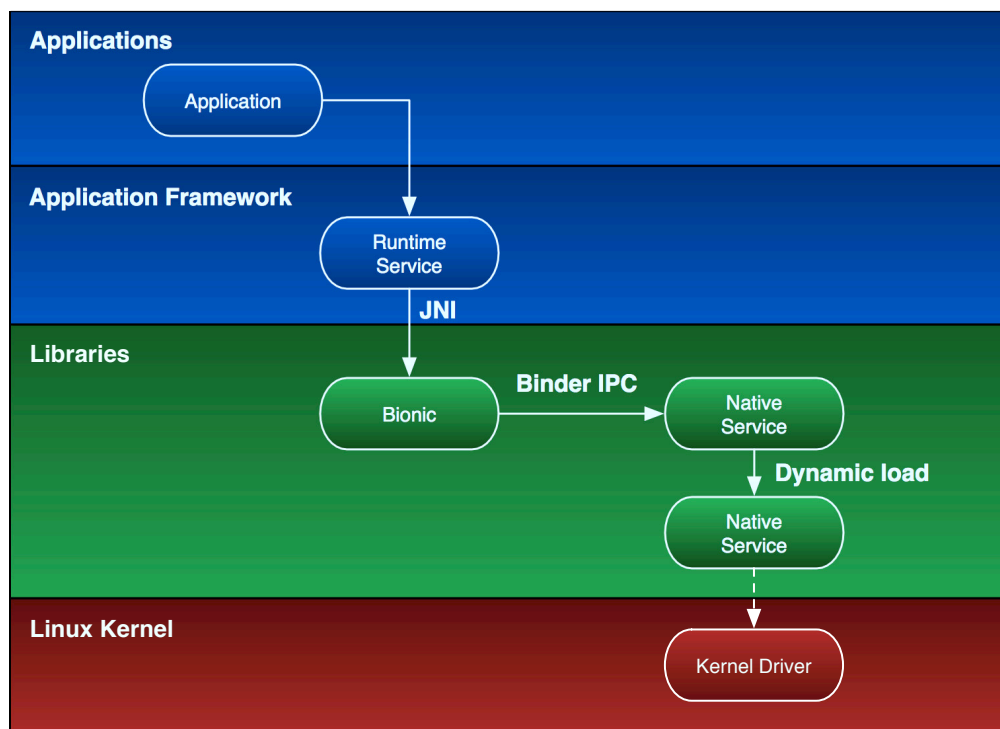 Applications
Application
Application Framework
Runtime
Service
JNI
Libraries
Binder IPC
Bionic
Native
Service
Dynamic load
Native
Service
Linux Kernel
Kernel Driver